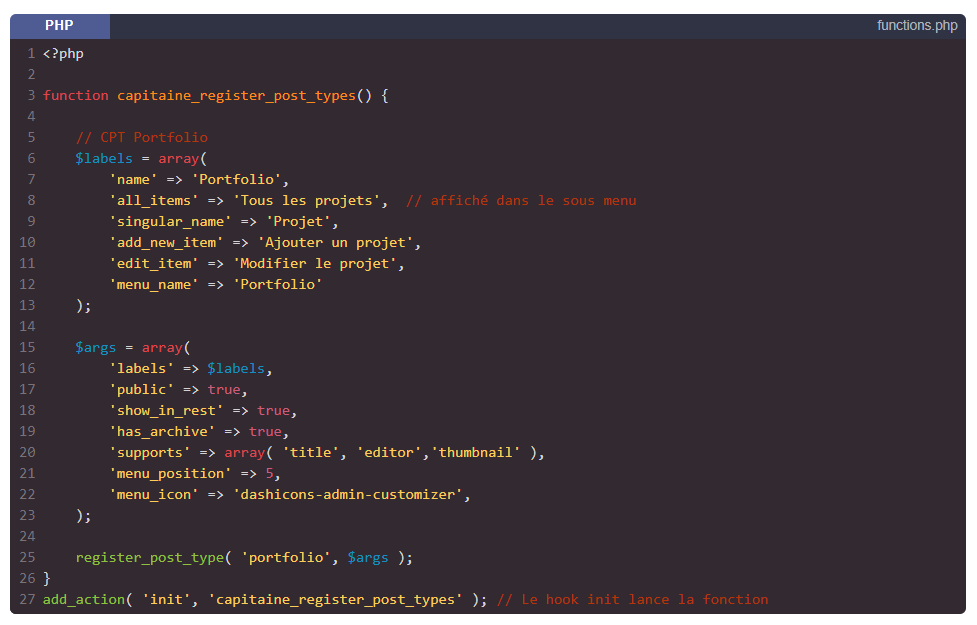 PHP
functions.php
1 <?php
2
3 function capitaine_register_post_types() {
4
5     // CPT Portfolio
6     $labels = array(
7         'name' => 'Portfolio',
8         'all_items' => 'Tous les projets',  // affiché dans le sous menu
9         'singular_name' => 'Projet',
10         'add_new_item' => 'Ajouter un projet',
11         'edit_item' => 'Modifier le projet',
12         'menu_name' => 'Portfolio'
13     );
14
15     $args = array(
16         'labels' => $labels,
17         'public' => true,
18         'show_in_rest' => true,
19         'has_archive' => true,
20         'supports' => array( 'title', 'editor','thumbnail' ),
21         'menu_position' => 5,
22         'menu_icon' => 'dashicons-admin-customizer',
23     );
24
25     register_post_type( 'portfolio', $args );
26 }
27 add_action( 'init', 'capitaine_register_post_types' ); // Le hook init lance la fonction